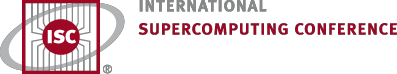 INTERNATIONAL
SUPERCOMPUTING CONFERENCE
ISC
®